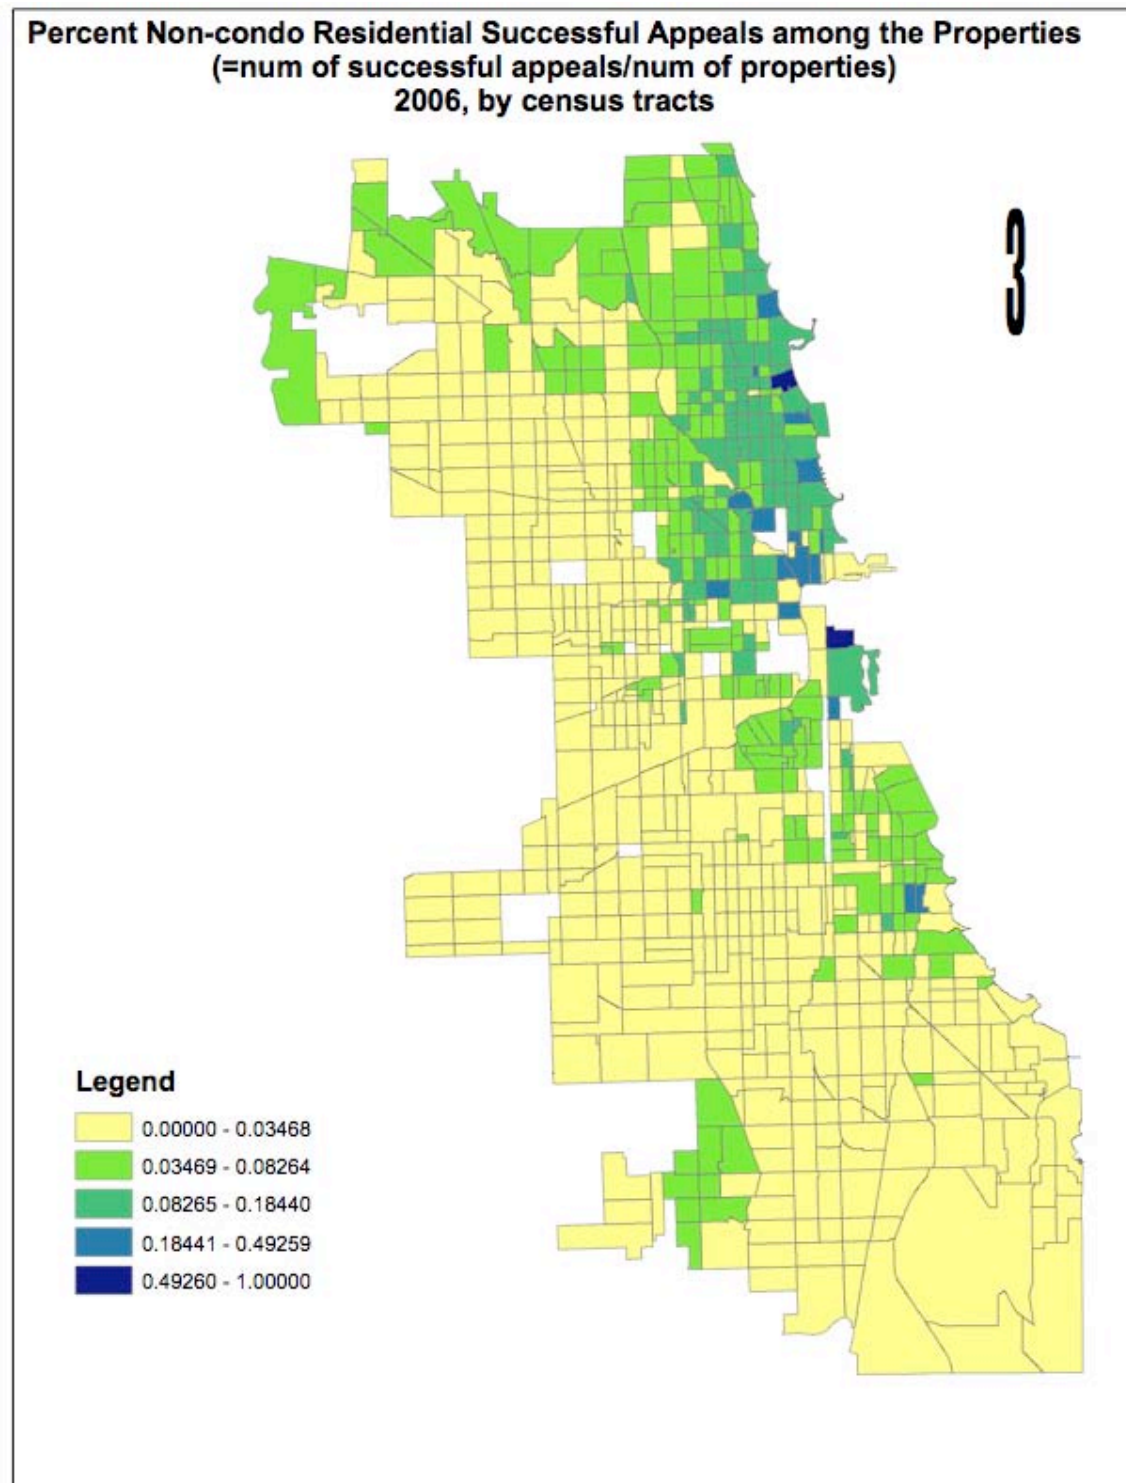 Percent Non-condo Residential Successful Appeals among the Properties
(=num of successful appeals/num of properties)
2006, by census tracts
3
Legend
0.00000 - 0.03468
0.03469 - 0.08264
0.08265 - 0.18440
0.18441 - 0.49259
0.49260 - 1.00000